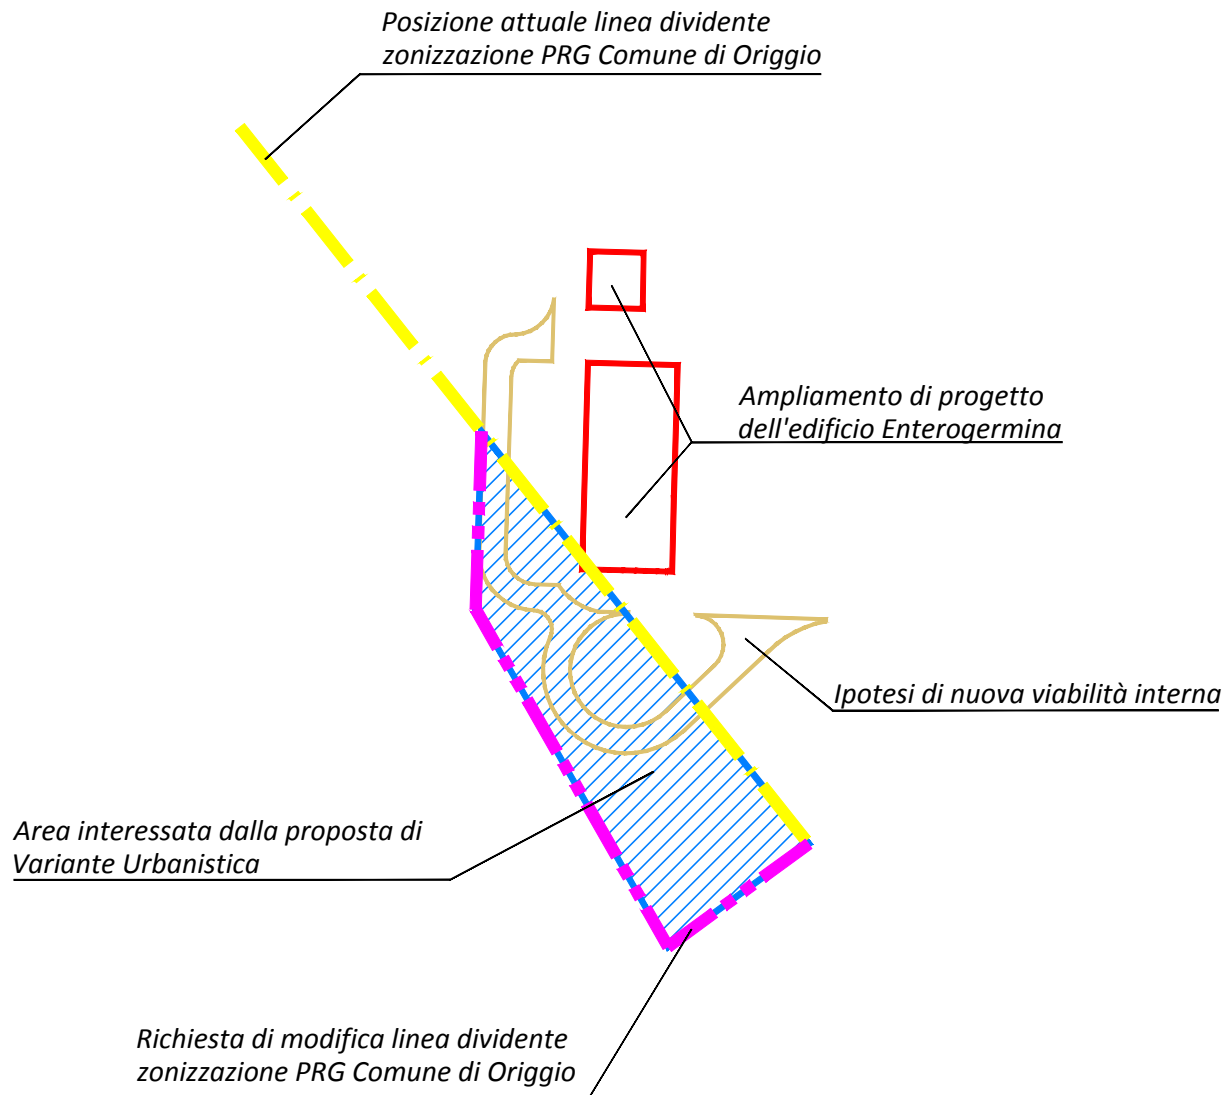 Posizione attuale linea dividente
zonizzazione PRG Comune di Origgio
Ampliamento di progetto
dell'edificio Enterogermina
Ipotesi di nuova viabilità interna
Area interessata dalla proposta di
Variante Urbanistica
Richiesta di modifica linea dividente
zonizzazione PRG Comune di Origgio